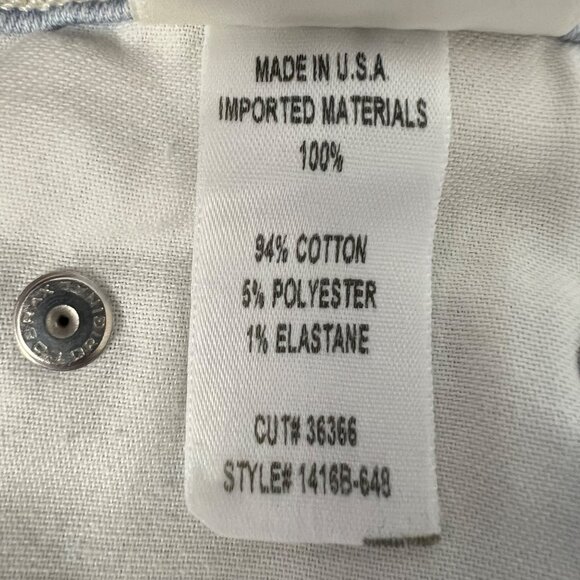 MADE IN U.S.A
IMPORTED MATERIALS
100%
94% COTTON
5% POLYESTER
1% ELASTANE
CUT# 36366
STYLE# 1416B-648